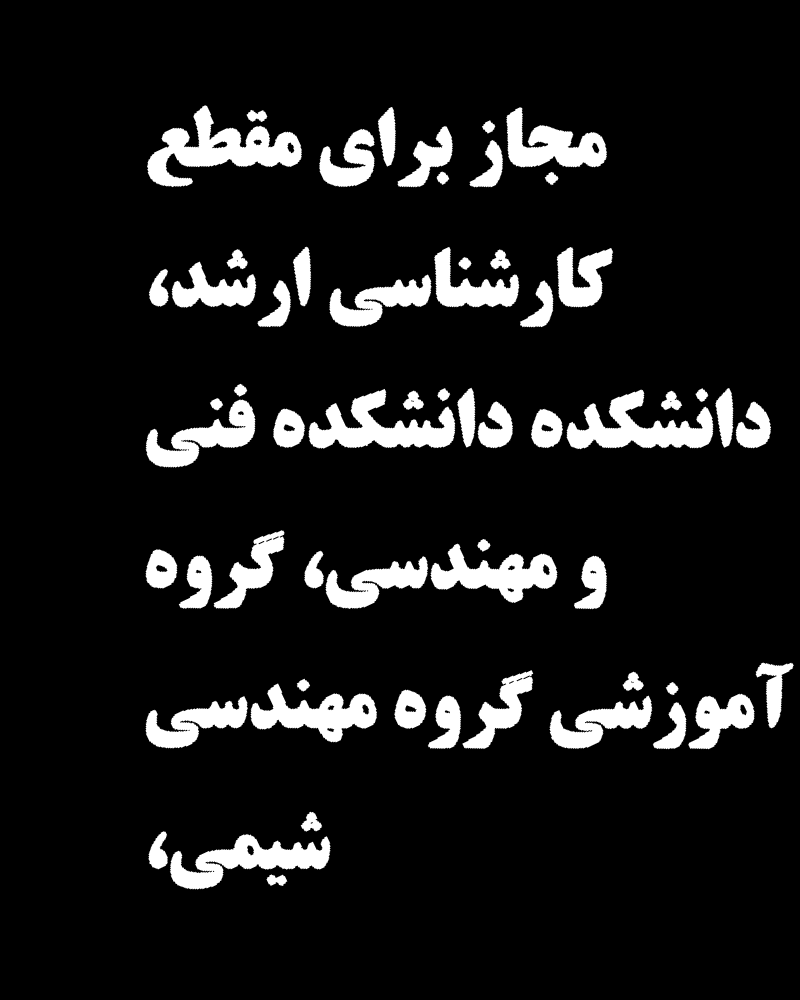 مجاز برای مقطع
کارشناسی ارشد،
دانشکده دانشکده فنی
و مهندسی، گروه
آموزشی گروه مهندسی
شیمی،